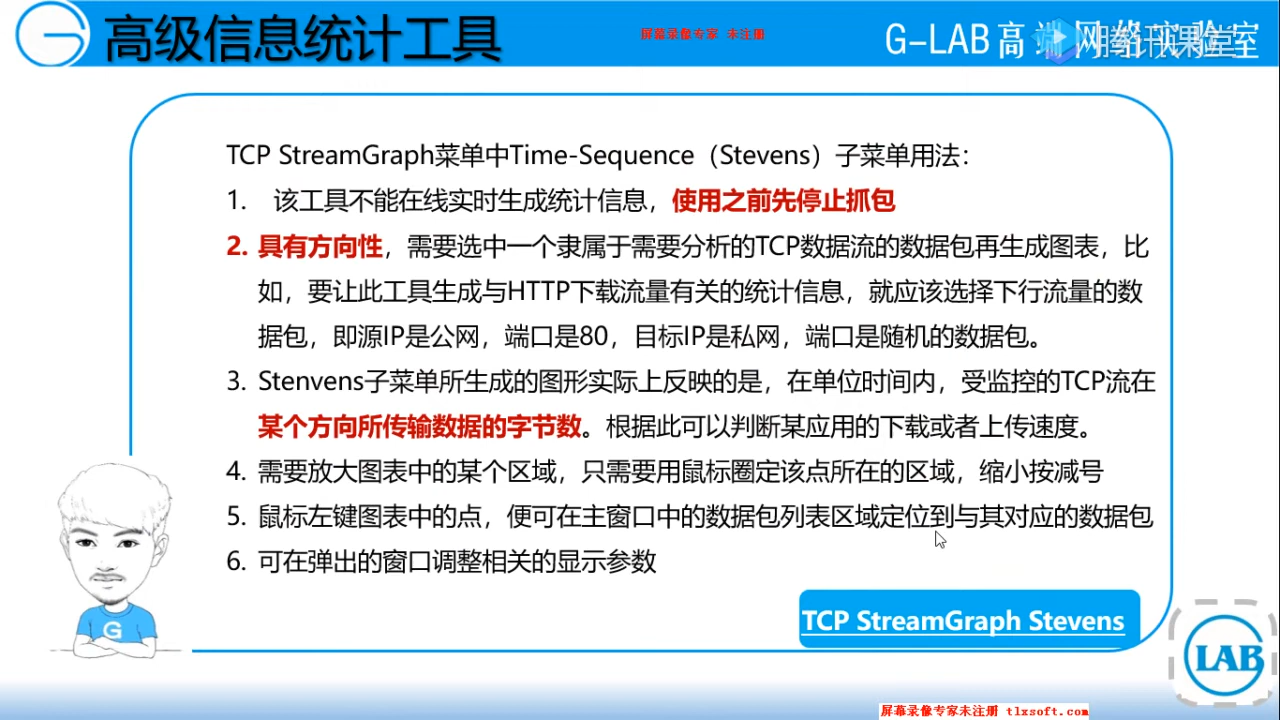 高级信息统计工具
屏幕录像专家 未注册
G-LAB高端网络实验室
腾讯课堂
TCP StreamGraph菜单中Time-Sequence（Stevens）子菜单用法：
1. 该工具不能在线实时生成统计信息，使用之前先停止抓包
2. 具有方向性，需要选中一个隶属于需要分析的TCP数据流的数据包再生成图表，比
如，要让此工具生成与HTTP下载流量有关的统计信息，就应该选择下行流量的数
据包，即源IP是公网，端口是80，目标IP是私网，端口是随机的数据包。
3. Stenvens子菜单所生成的图形实际上反映的是，在单位时间内，受监控的TCP流在
某个方向所传输数据的字节数。根据此可以判断某应用的下载或者上传速度。
4. 需要放大图表中的某个区域，只需要用鼠标圈定该点所在的区域，缩小按减号
5. 鼠标左键图表中的点，便可在主窗口中的数据包列表区域定位到与其对应的数据包
6. 可在弹出的窗口调整相关的显示参数
G
TCP StreamGraph Stevens
LAB
屏幕录像专家未注册 tlxsoft.com